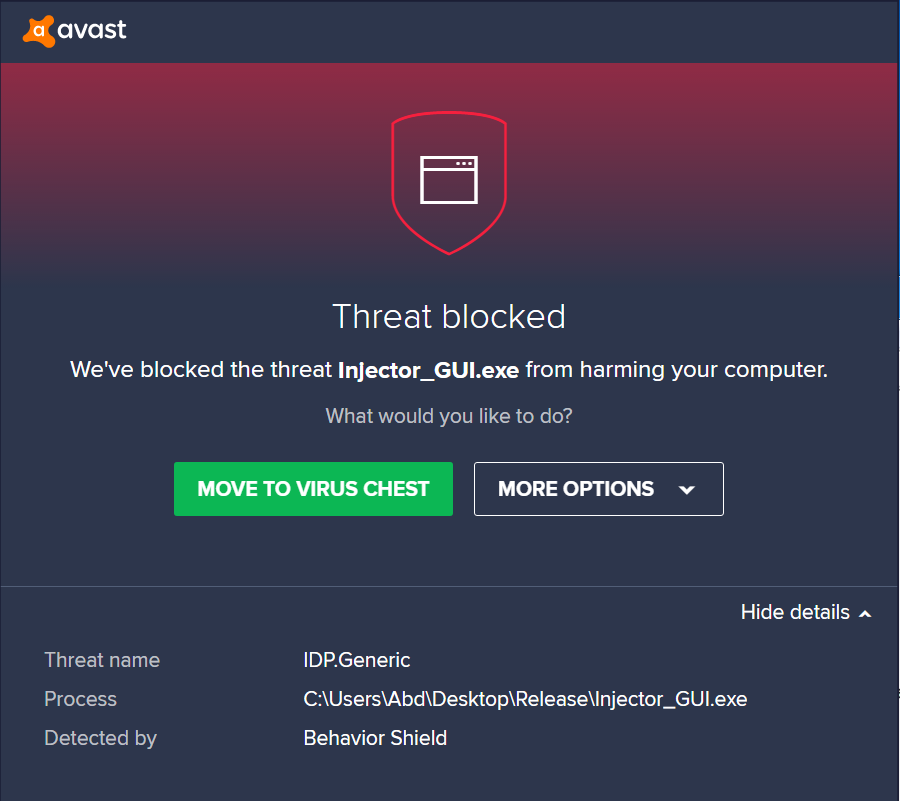 avast
Threat blocked
We've blocked the threat Injector_GUI.exe from harming your computer.
What would you like to do?
MOVE TO VIRUS CHEST
MORE OPTIONS
Hide details
Threat name IDP.Generic
Process C:\Users\Abd\Desktop\Release\Injector_GUI.exe
Detected by Behavior Shield